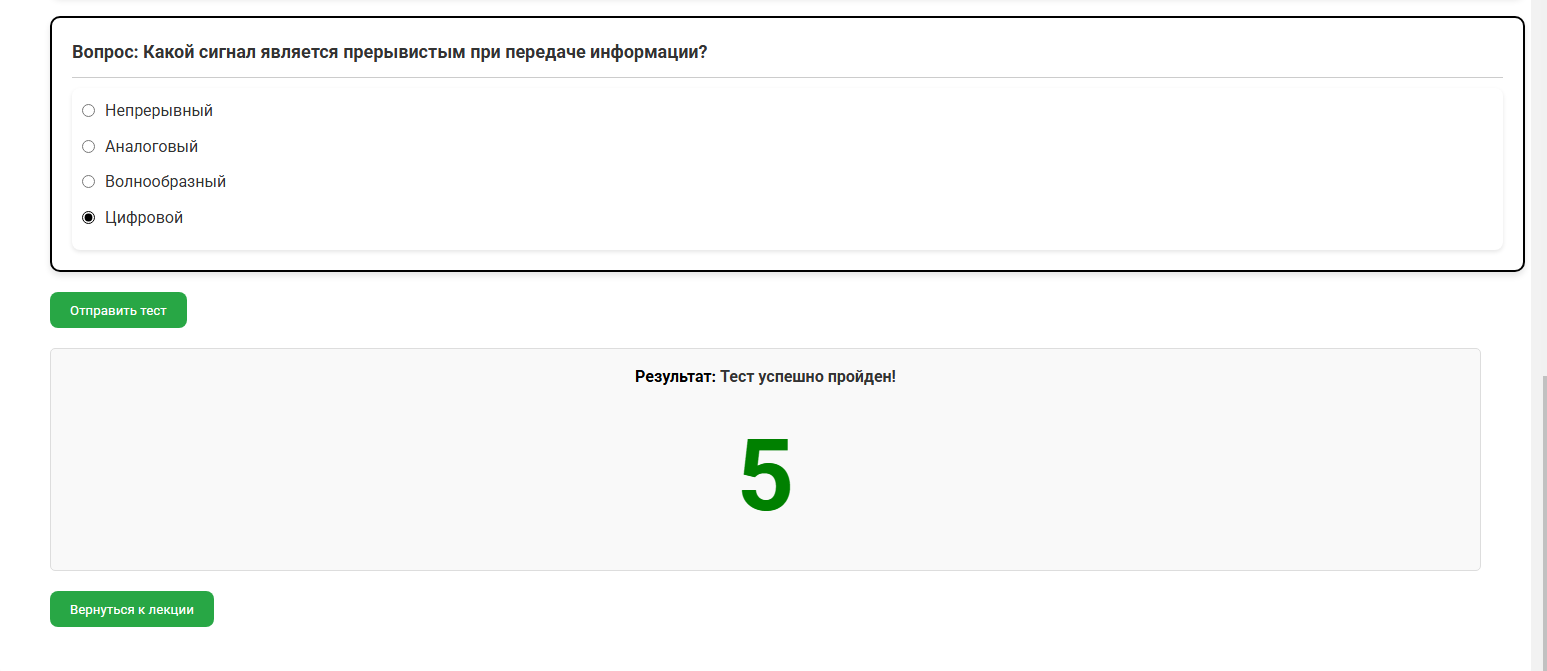 Вопрос: Какой сигнал является прерывистым при передаче информации?
Непрерывный
Аналоговый
Волнообразный
Цифровой
Отправить тест
Результат: Тест успешно пройден!
5
Вернуться к лекции